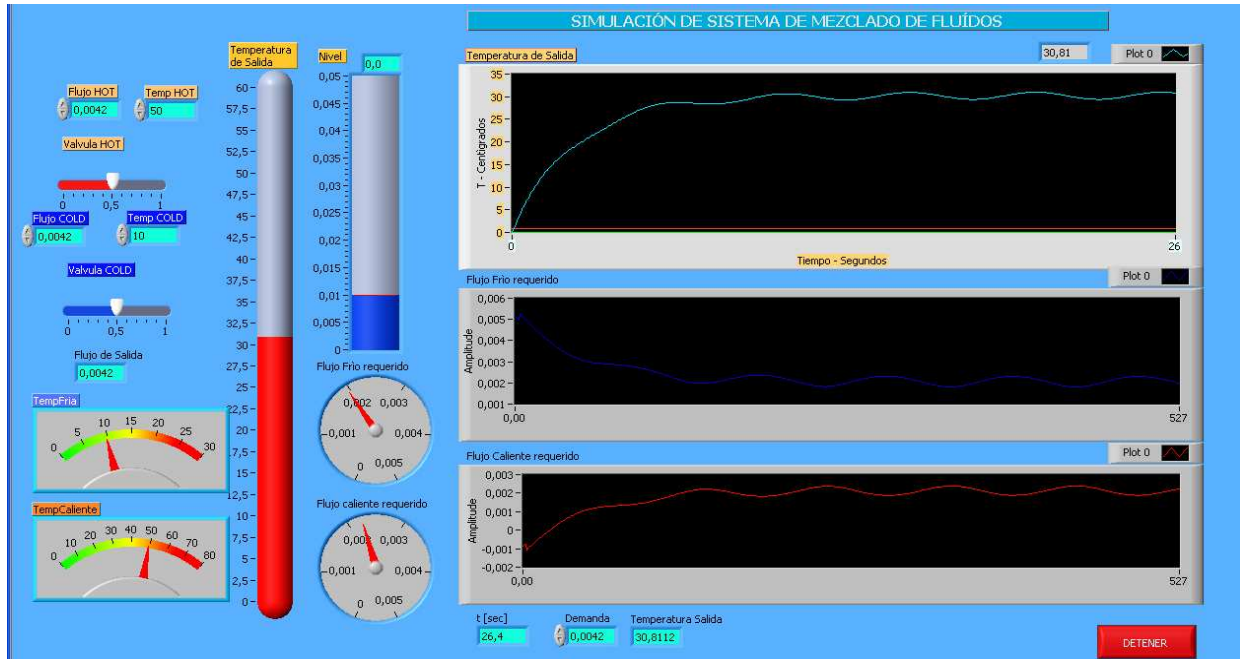 SIMULACIÓN DE SISTEMA DE MEZCLADO DE FLUÍDOS
Flujo HOT
0,0042
Temp HOT
50
Valvula HOT
0 0,5 1
Flujo COLD
0,0042
Temp COLD
10
Valvula COLD
0 0,5 1
Flujo de Salida
0,0042
TempFria
0 5 10 15 20 25 30
TempCaliente
0 10 20 30 40 50 60 70 80
Temperatura
de Salida
60
57,5
55
52,5
50
47,5
45
42,5
40
37,5
35
32,5
30
27,5
25
22,5
20
17,5
15
12,5
10
7,5
5
2,5
0
Nivel
0,0
0,05
0,045
0,04
0,035
0,03
0,025
0,02
0,015
0,01
0,005
0
Flujo Frìo requerido
0 0,001 0,002 0,003 0,004 0,005
Flujo caliente requerido
0 0,001 0,002 0,003 0,004 0,005
Temperatura de Salida
30,81
Plot 0
T - Centigrados
35
30
25
20
15
10
5
0
0 26
Tiempo - Segundos
Flujo Frìo requerido
Plot 0
Amplitude
0,006
0,005
0,004
0,003
0,002
0,001
0,00 527
Flujo Caliente requerido
Plot 0
Amplitude
0,003
0,002
0,001
0
-0,001
-0,002
0,00 527
t [sec]
26,4
Demanda
0,0042
Temperatura Salida
30,8112
DETENER